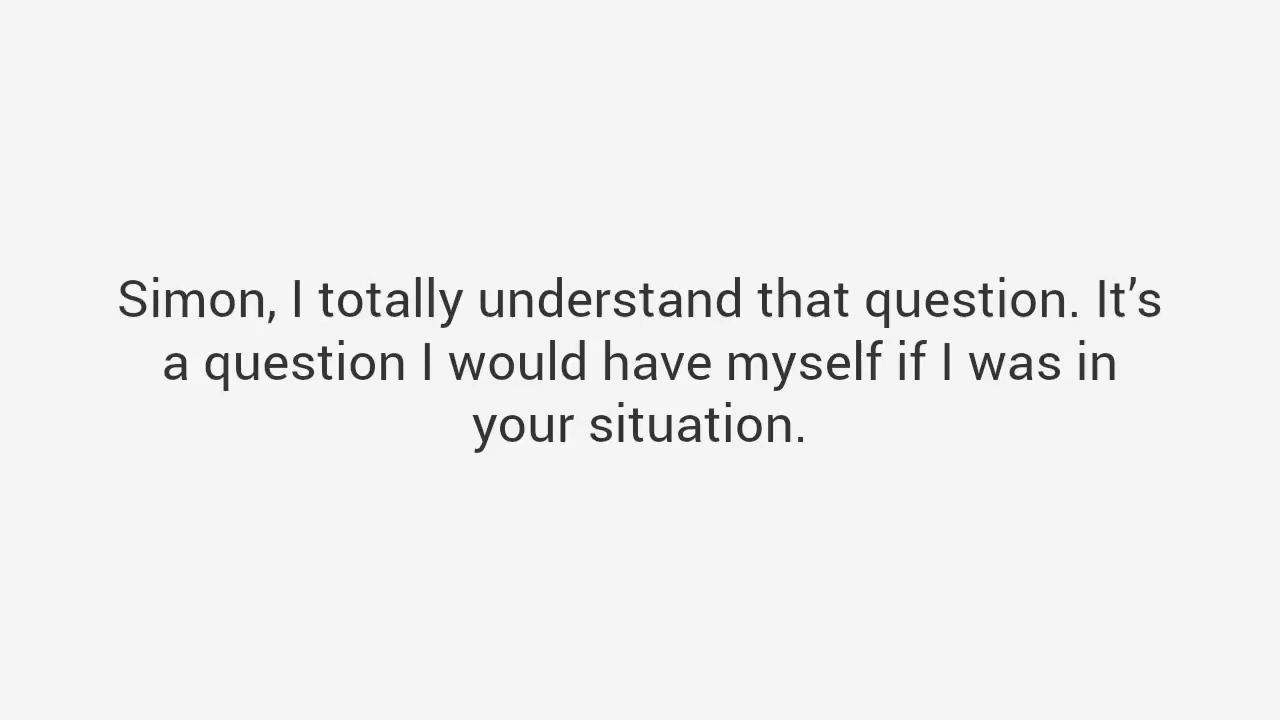 Simon, I totally understand that question. It’s
a question I would have myself if I was in
your situation.